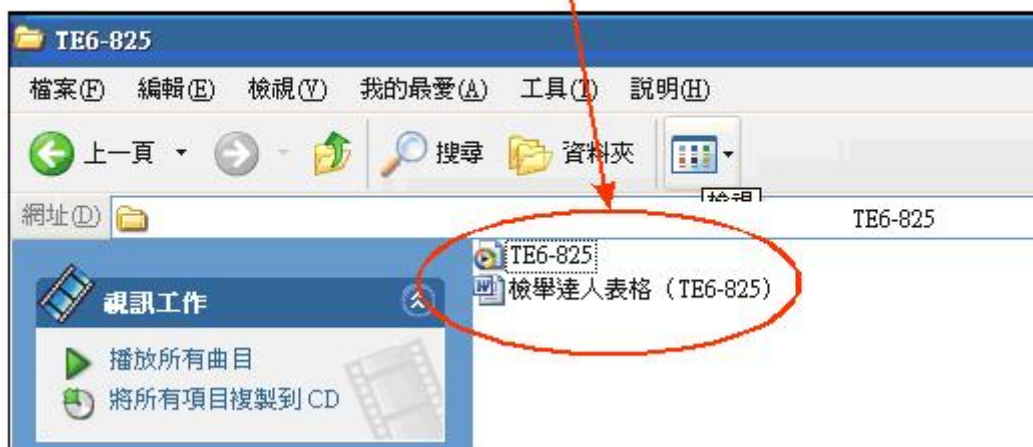 TE6-825
檔案(F) 編輯(E) 檢視(V) 我的最愛(A) 工具(T) 說明(H)
上一頁 搜尋 資料夾
檢視
網址(D) TE6-825
TE6-825
檢舉達人表格（TE6-825）
視訊工作
播放所有曲目
將所有項目複製到 CD